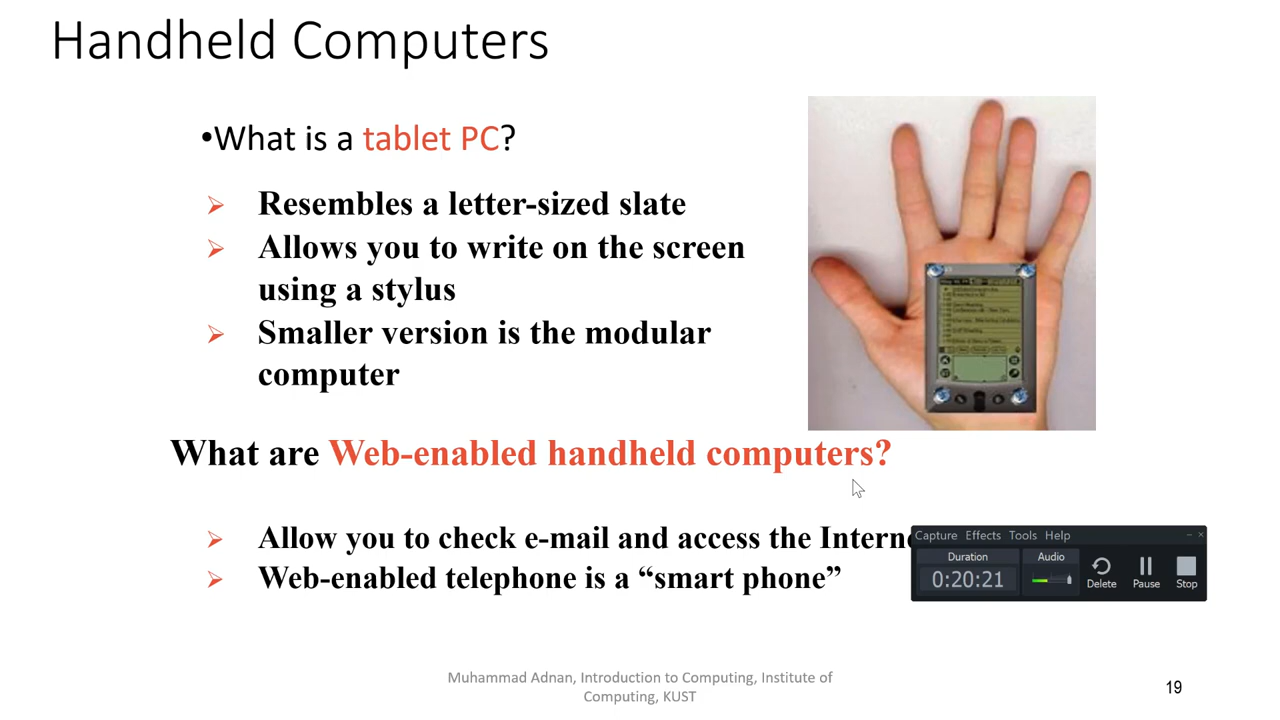 Handheld Computers
•What is a tablet PC?
➢ Resembles a letter-sized slate
➢ Allows you to write on the screen
using a stylus
➢ Smaller version is the modular
computer
What are Web-enabled handheld computers?
➢ Allow you to check e-mail and access the
➢ Web-enabled telephone is a “smart phone”
Capture Effects Tools Help
Duration Audio
0:20:21 Delete Pause Stop
Muhammad Adnan, Introduction to Computing, Institute of
Computing, KUST
19